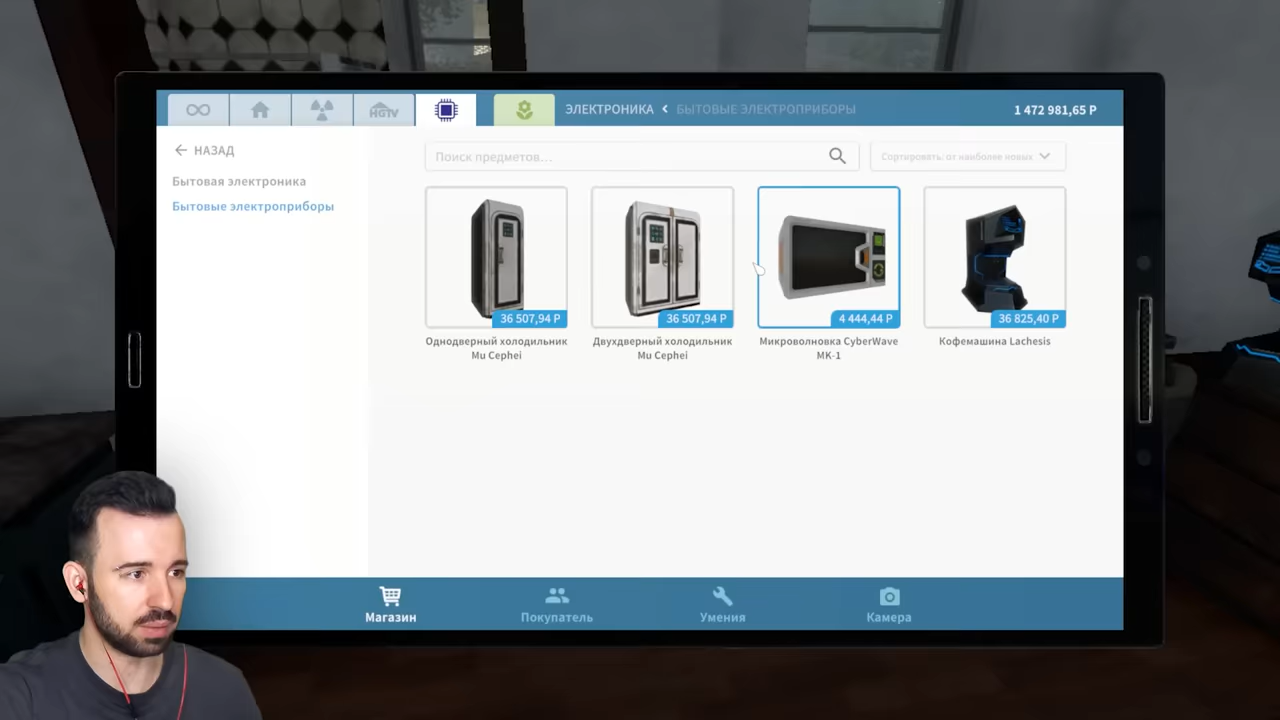 HGTV
ЭЛЕКТРОНИКА < БЫТОВЫЕ ЭЛЕКТРОПРИБОРЫ
1 472 981,65 Р
НАЗАД
Бытовая электроника
Бытовые электроприборы
Поиск предметов...
Сортировать: от наиболее новых
36 507,94 Р
36 507,94 Р
4 444,44 Р
36 825,40 Р
Однодверный холодильник
Mu Cephei
Двухдверный холодильник
Mu Cephei
Микроволновка CyberWave
MK-1
Кофемашина Lachesis
Магазин
Покупатель
Умения
Камера